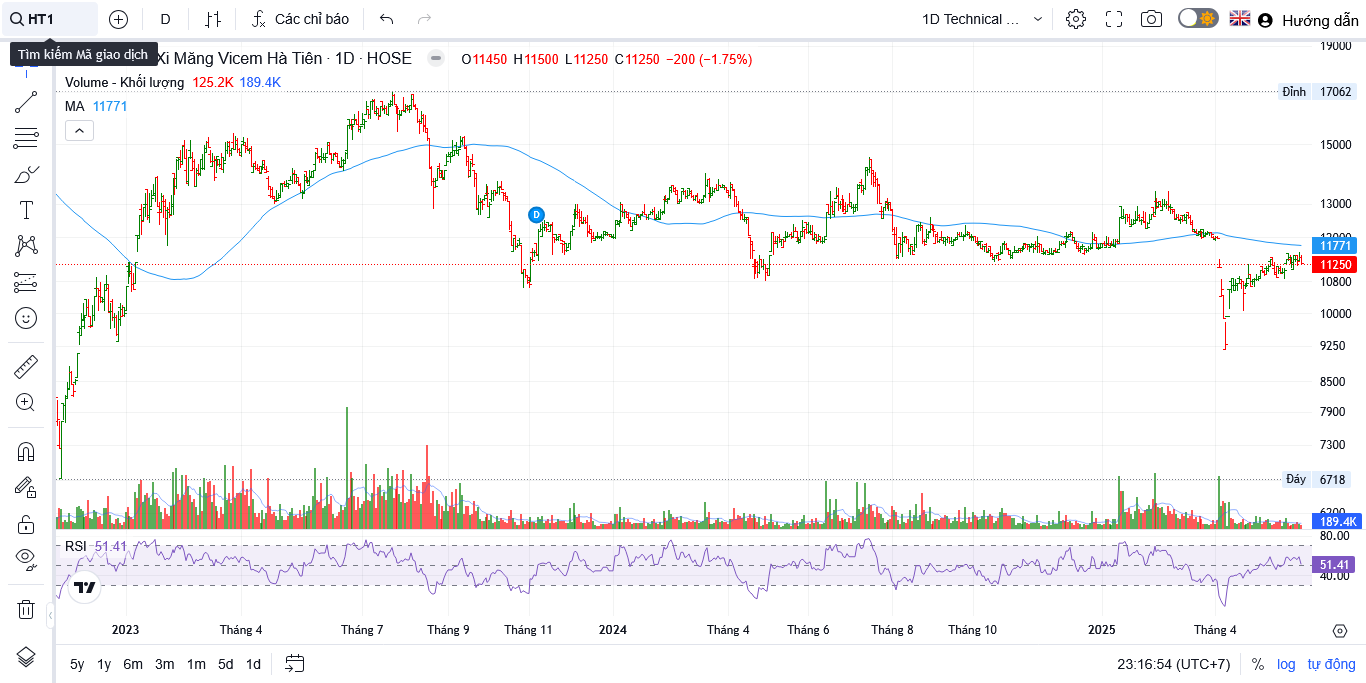 HT1
D
Các chỉ báo
1D Technical ...
Hướng dẫn
Tìm kiếm Mã giao dịch
Xi Măng Vicem Hà Tiên · 1D · HOSE
O11450 H11500 L11250 C11250 −200 (−1.75%)
Volume - Khối lượng 125.2K 189.4K
MA 11771
D
19000
Đỉnh 17062
15000
13000
12000
11771
11250
10800
10000
9250
8500
7900
7300
Đáy 6718
6200
189.4K
RSI 51.41
80.00
51.41
40.00
2023 Tháng 4 Tháng 7 Tháng 9 Tháng 11 2024 Tháng 4 Tháng 6 Tháng 8 Tháng 10 2025 Tháng 4
5y 1y 6m 3m 1m 5d 1d
23:16:54 (UTC+7) % log tự động